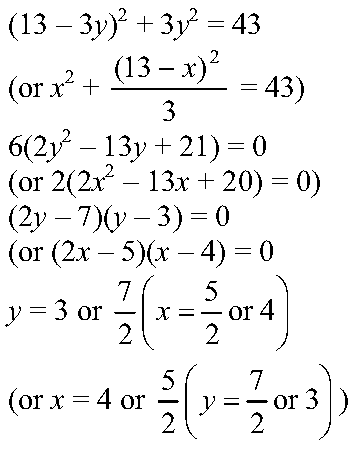 (13 – 3y)² + 3y² = 43
(or x² + (13 – x)²/3 = 43)
6(2y² – 13y + 21) = 0
(or 2(2x² – 13x + 20) = 0)
(2y – 7)(y – 3) = 0
(or (2x – 5)(x – 4) = 0
y = 3 or 7/2 (x = 5/2 or 4)
(or x = 4 or 5/2 (y = 7/2 or 3))